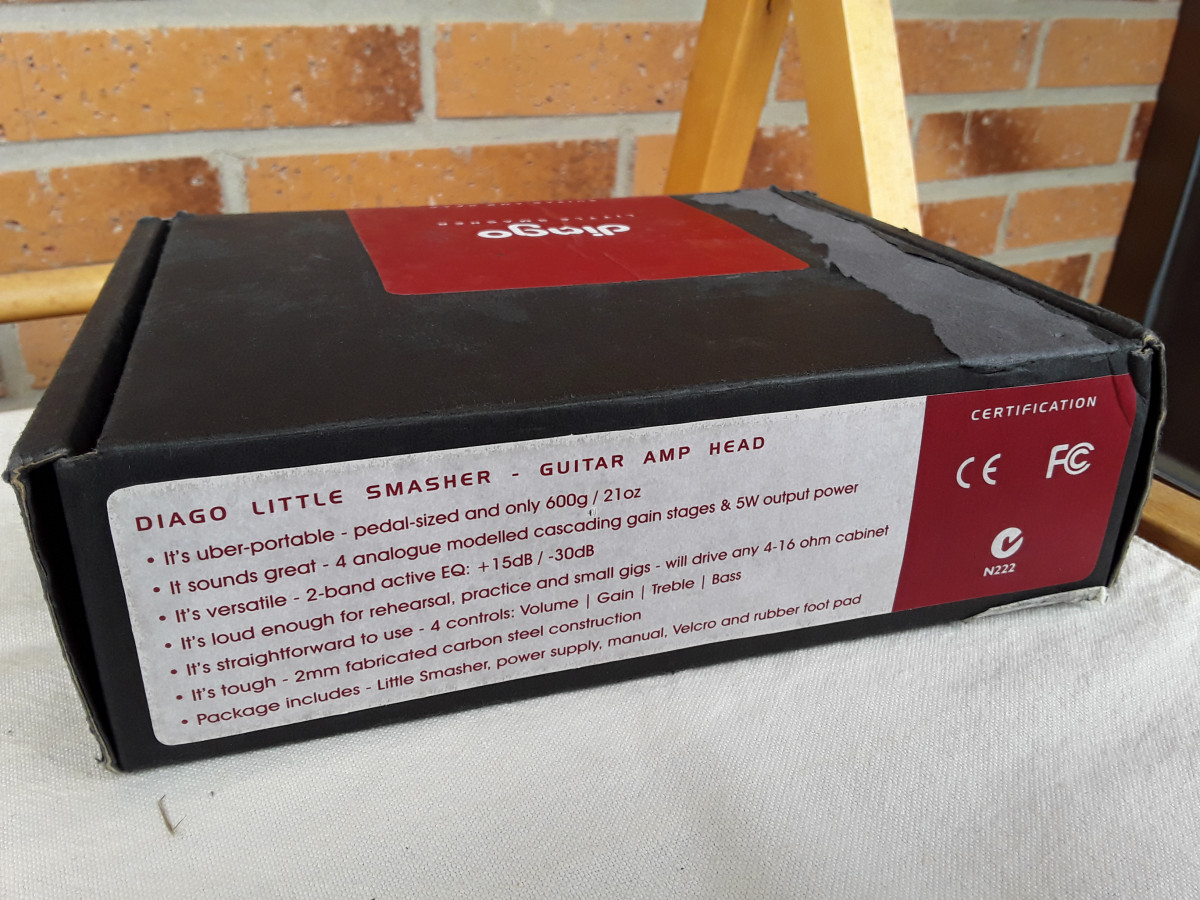 diago
LITTLE SMASHER
DIAGO LITTLE SMASHER - GUITAR AMP HEAD
• It's uber-portable - pedal-sized and only 600g / 21oz
• It sounds great - 4 analogue modelled cascading gain stages & 5W output power
• It's versatile - 2-band active EQ: +15dB / -30dB
• It's loud enough for rehearsal, practice and small gigs - will drive any 4-16 ohm cabinet
• It's straightforward to use - 4 controls: Volume | Gain | Treble | Bass
• It's tough - 2mm fabricated carbon steel construction
• Package includes - Little Smasher, power supply, manual, Velcro and rubber foot pad
CERTIFICATION
CE FC
N222